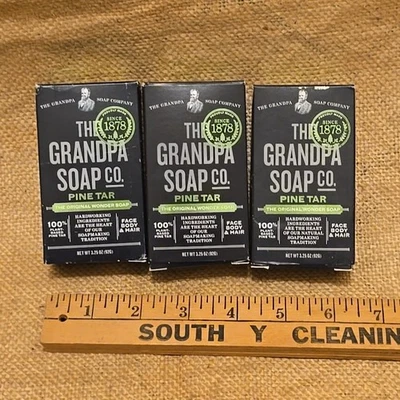 THE GRANDPA SOAP COMPANY
SINCE
1878
THE
GRANDPA
SOAP CO.
PINE TAR
THE ORIGINAL WONDER SOAP
100%
PLANT-
BASED
PINE TAR
HARDWORKING
INGREDIENTS
ARE THE HEART
OF OUR
SOAPMAKING
TRADITION
FACE
BODY
& HAIR
NET WT 3.25 OZ (92G)
THE GRANDPA SOAP COMPANY
SINCE
1878
THE
GRANDPA
SOAP CO.
PINE TAR
THE ORIGINAL WONDER SOAP
100%
PLANT-
BASED
PINE TAR
HARDWORKING
INGREDIENTS
ARE THE HEART
OF OUR
SOAPMAKING
TRADITION
FACE
BODY
& HAIR
NET WT 3.25 OZ (92G)
THE GRANDPA SOAP COMPANY
SINCE
1878
THE
GRANDPA
SOAP CO.
PINE TAR
THE ORIGINAL WONDER SOAP
100%
PLANT-
BASED
PINE TAR
HARDWORKING
INGREDIENTS
ARE THE HEART
OF OUR NATURAL
SOAPMAKING
TRADITION
FACE
BODY
& HAIR
NET WT 3.25 OZ (92G)
1 2 3 4 5 6 7
SOUTH Y CLEANIN